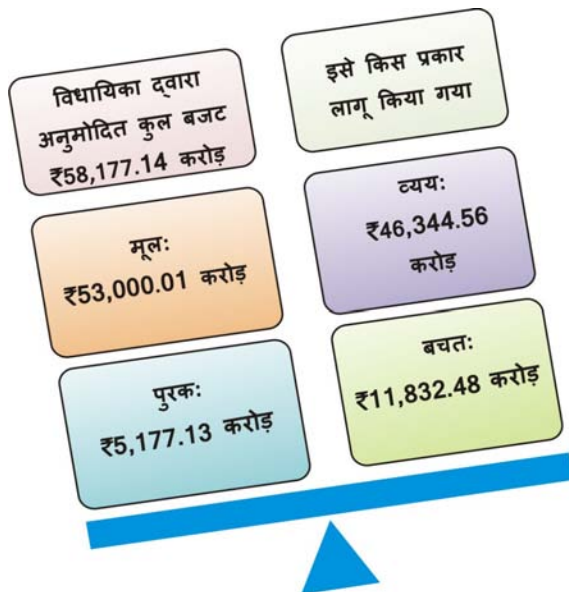 विधायिका द्वारा
अनुमोदित कुल बजट
₹58,177.14 करोड़
मूल:
₹53,000.01 करोड़
पुरक:
₹5,177.13 करोड़
इसे किस प्रकार
लागू किया गया
व्यय:
₹46,344.56
करोड़
बचत:
₹11,832.48 करोड़